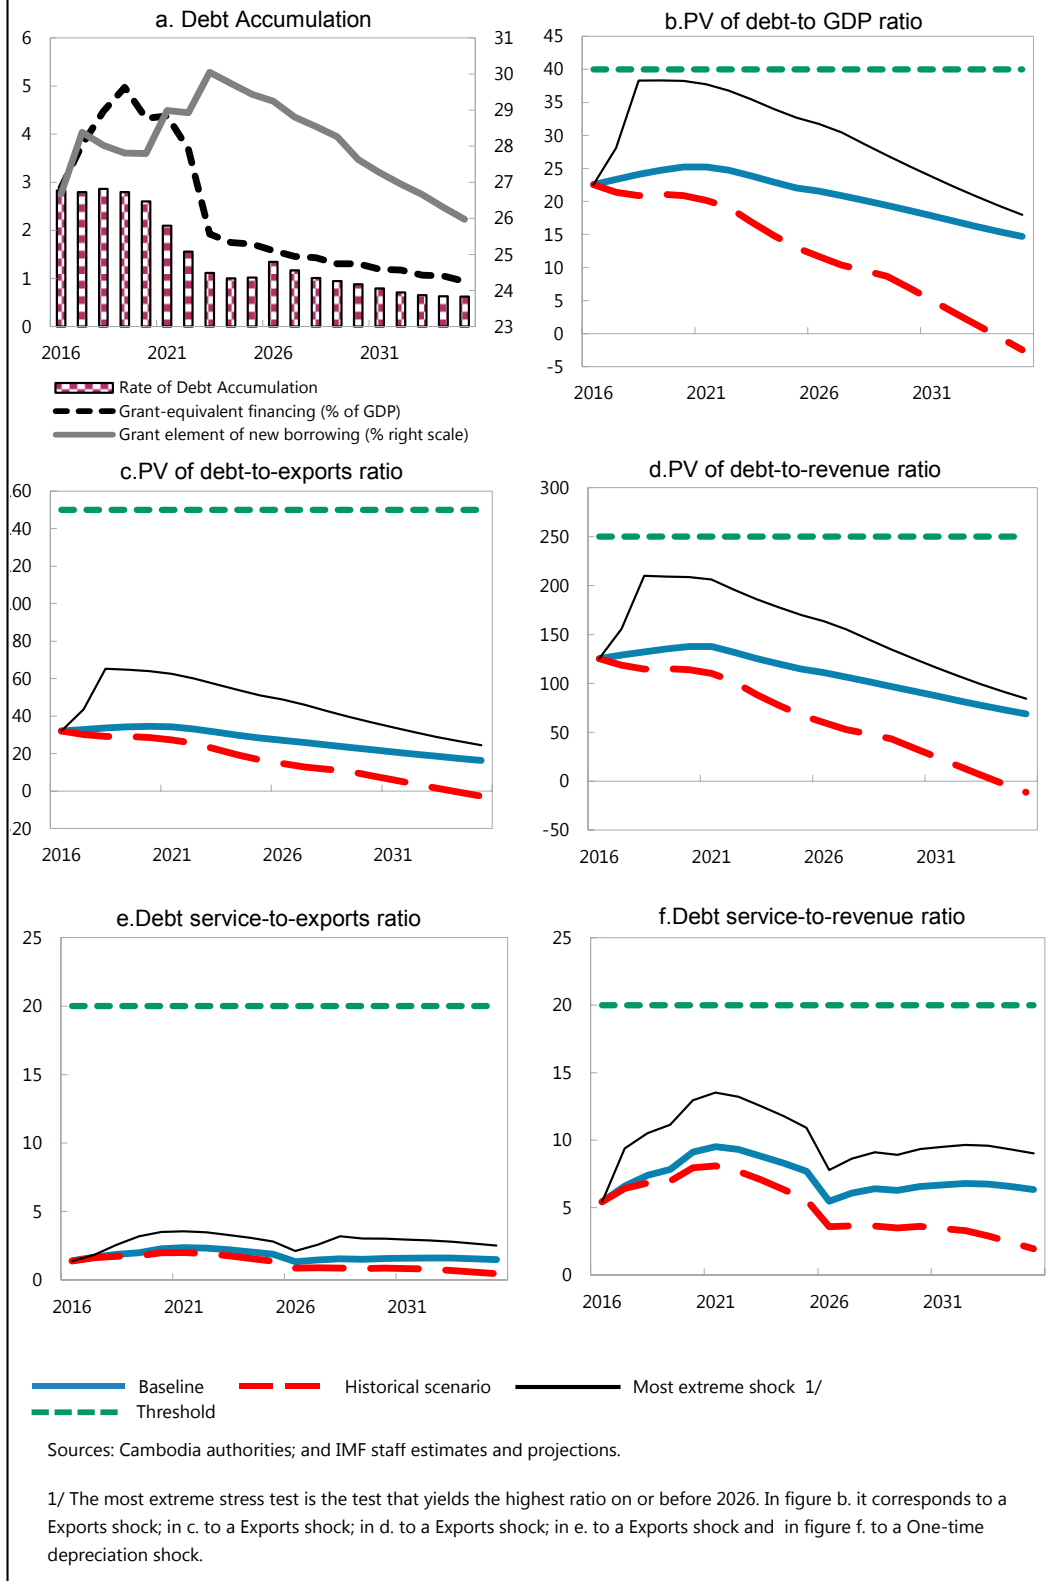 a. Debt Accumulation
6
5
4
3
2
1
0
31
30
29
28
27
26
25
24
23
2016 2021 2026 2031
Rate of Debt Accumulation
Grant-equivalent financing (% of GDP)
Grant element of new borrowing (% right scale)
b.PV of debt-to GDP ratio
45
40
35
30
25
20
15
10
5
0
-5
2016 2021 2026 2031
c.PV of debt-to-exports ratio
60
40
20
00
80
60
40
20
0
20
2016 2021 2026 2031
d.PV of debt-to-revenue ratio
300
250
200
150
100
50
0
-50
2016 2021 2026 2031
e.Debt service-to-exports ratio
25
20
15
10
5
0
2016 2021 2026 2031
f.Debt service-to-revenue ratio
25
20
15
10
5
0
2016 2021 2026 2031
Baseline Historical scenario Most extreme shock 1/
Threshold
Sources: Cambodia authorities; and IMF staff estimates and projections.
1/ The most extreme stress test is the test that yields the highest ratio on or before 2026. In figure b. it corresponds to a
Exports shock; in c. to a Exports shock; in d. to a Exports shock; in e. to a Exports shock and in figure f. to a One-time
depreciation shock.